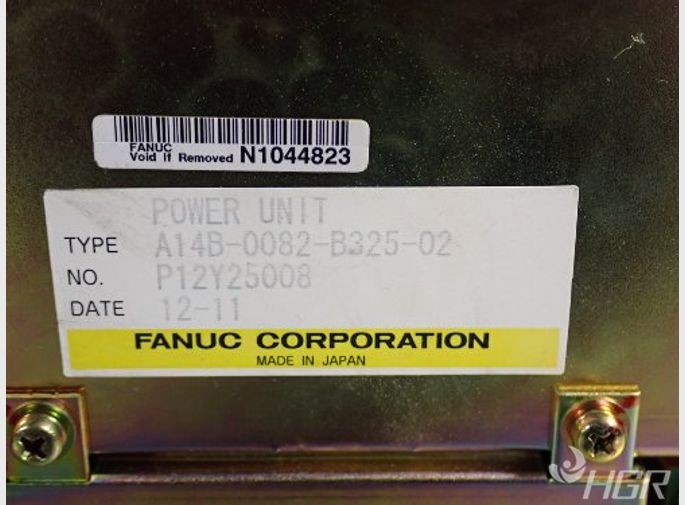 FANUC
Void If Removed N1044823
POWER UNIT
TYPE A14B-0082-B325-02
NO. P12Y25008
DATE 12-11
FANUC CORPORATION
MADE IN JAPAN
HGR